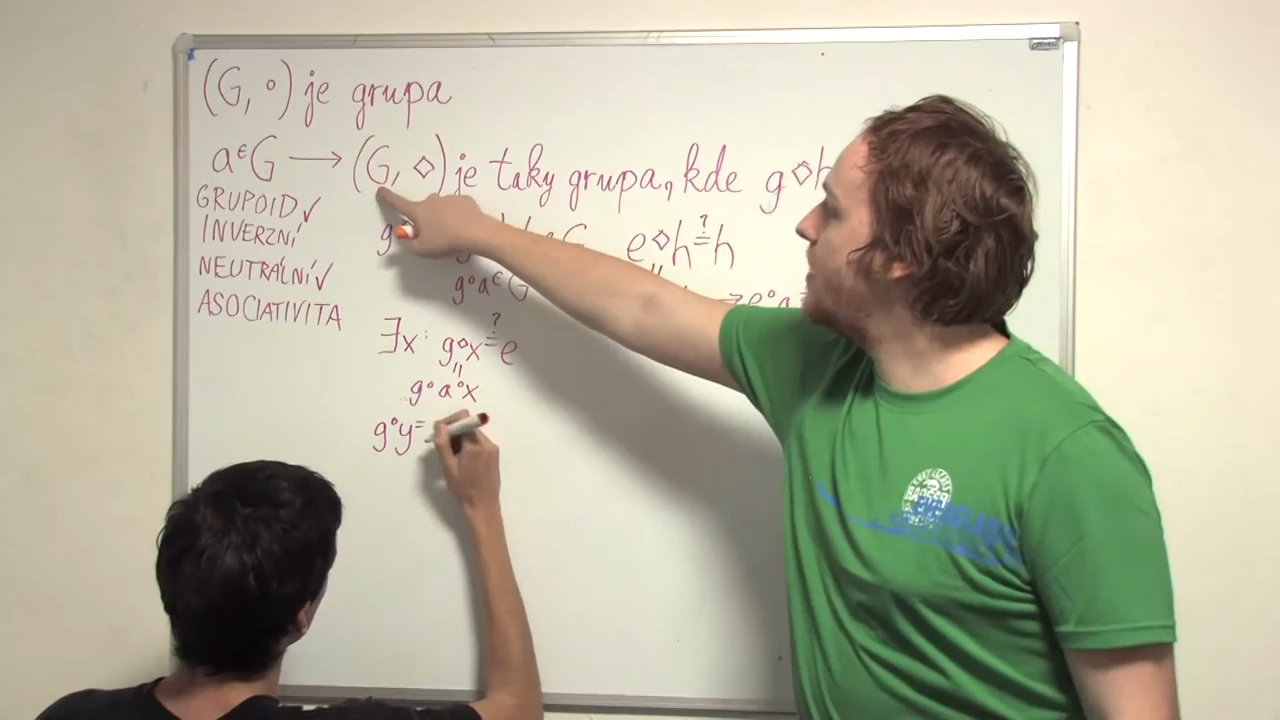 (G, ∘) je grupa
a∈G → (G, ⋄) je taky grupa, kde g⋄h
GRUPOID✓
INVERZNÍ
NEUTRÁLNÍ✓
ASOCIATIVITA
e⋄h ≟ h
g∘a∈G
∃x: g⋄x ≟ e
g∘a∘x
g∘y=